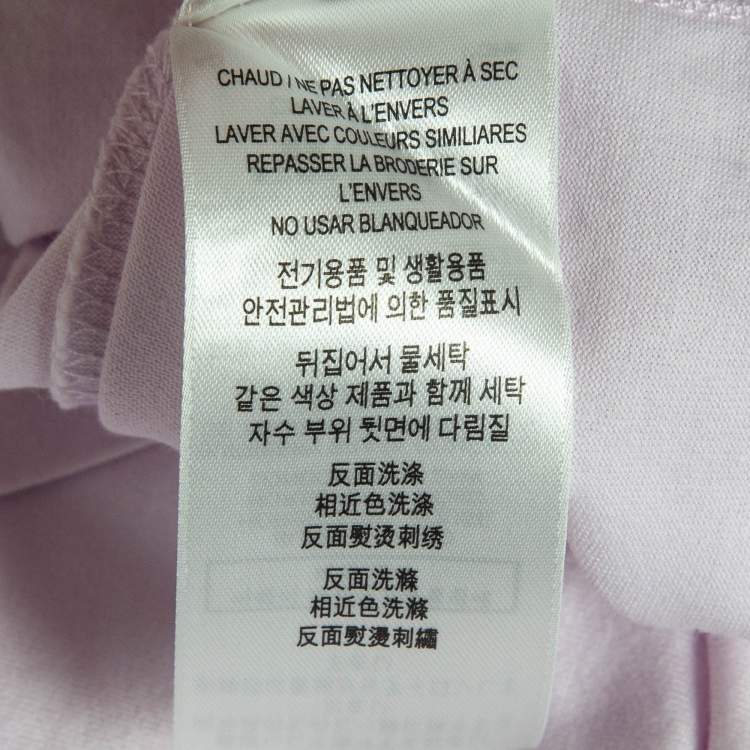 CHAUD / NE PAS NETTOYER À SEC
LAVER À L'ENVERS
LAVER AVEC COULEURS SIMILIARES
REPASSER LA BRODERIE SUR
L'ENVERS
NO USAR BLANQUEADOR
전기용품 및 생활용품
안전관리법에 의한 품질표시
뒤집어서 물세탁
같은 색상 제품과 함께 세탁
자수 부위 뒷면에 다림질
反面洗涤
相近色洗涤
反面熨烫刺绣
反面洗滌
相近色洗滌
反面熨燙刺繡